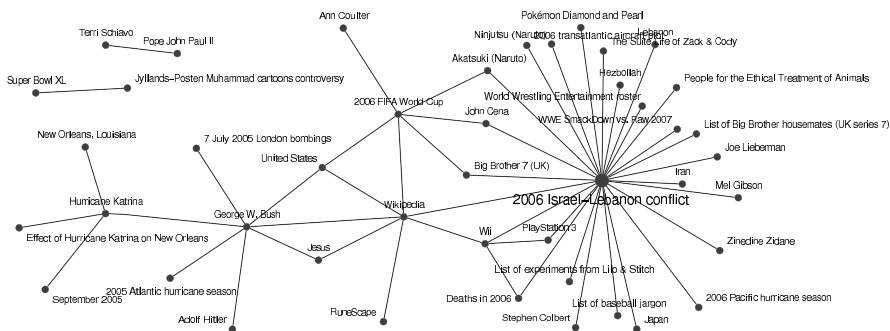 Ann Coulter
Pokémon Diamond and Pearl
Terri Schiavo
Pope John Paul II
Ninjutsu (Naruto)
2006 transatlantic aircraft plot
Lebanon
The Suite Life of Zack & Cody
Akatsuki (Naruto)
Super Bowl XL
Jyllands-Posten Muhammad cartoons controversy
Hezbollah
People for the Ethical Treatment of Animals
2006 FIFA World Cup
World Wrestling Entertainment roster
John Cena
WWE SmackDown vs. Raw 2007
List of Big Brother housemates (UK series 7)
New Orleans, Louisiana
7 July 2005 London bombings
United States
Big Brother 7 (UK)
Joe Lieberman
Iran
Mel Gibson
Hurricane Katrina
George W. Bush
Wikipedia
2006 Israel-Lebanon conflict
Effect of Hurricane Katrina on New Orleans
Jesus
Wii
PlayStation 3
Zinedine Zidane
List of experiments from Lilo & Stitch
September 2005
2005 Atlantic hurricane season
Deaths in 2006
List of baseball jargon
2006 Pacific hurricane season
Adolf Hitler
RuneScape
Stephen Colbert
Japan